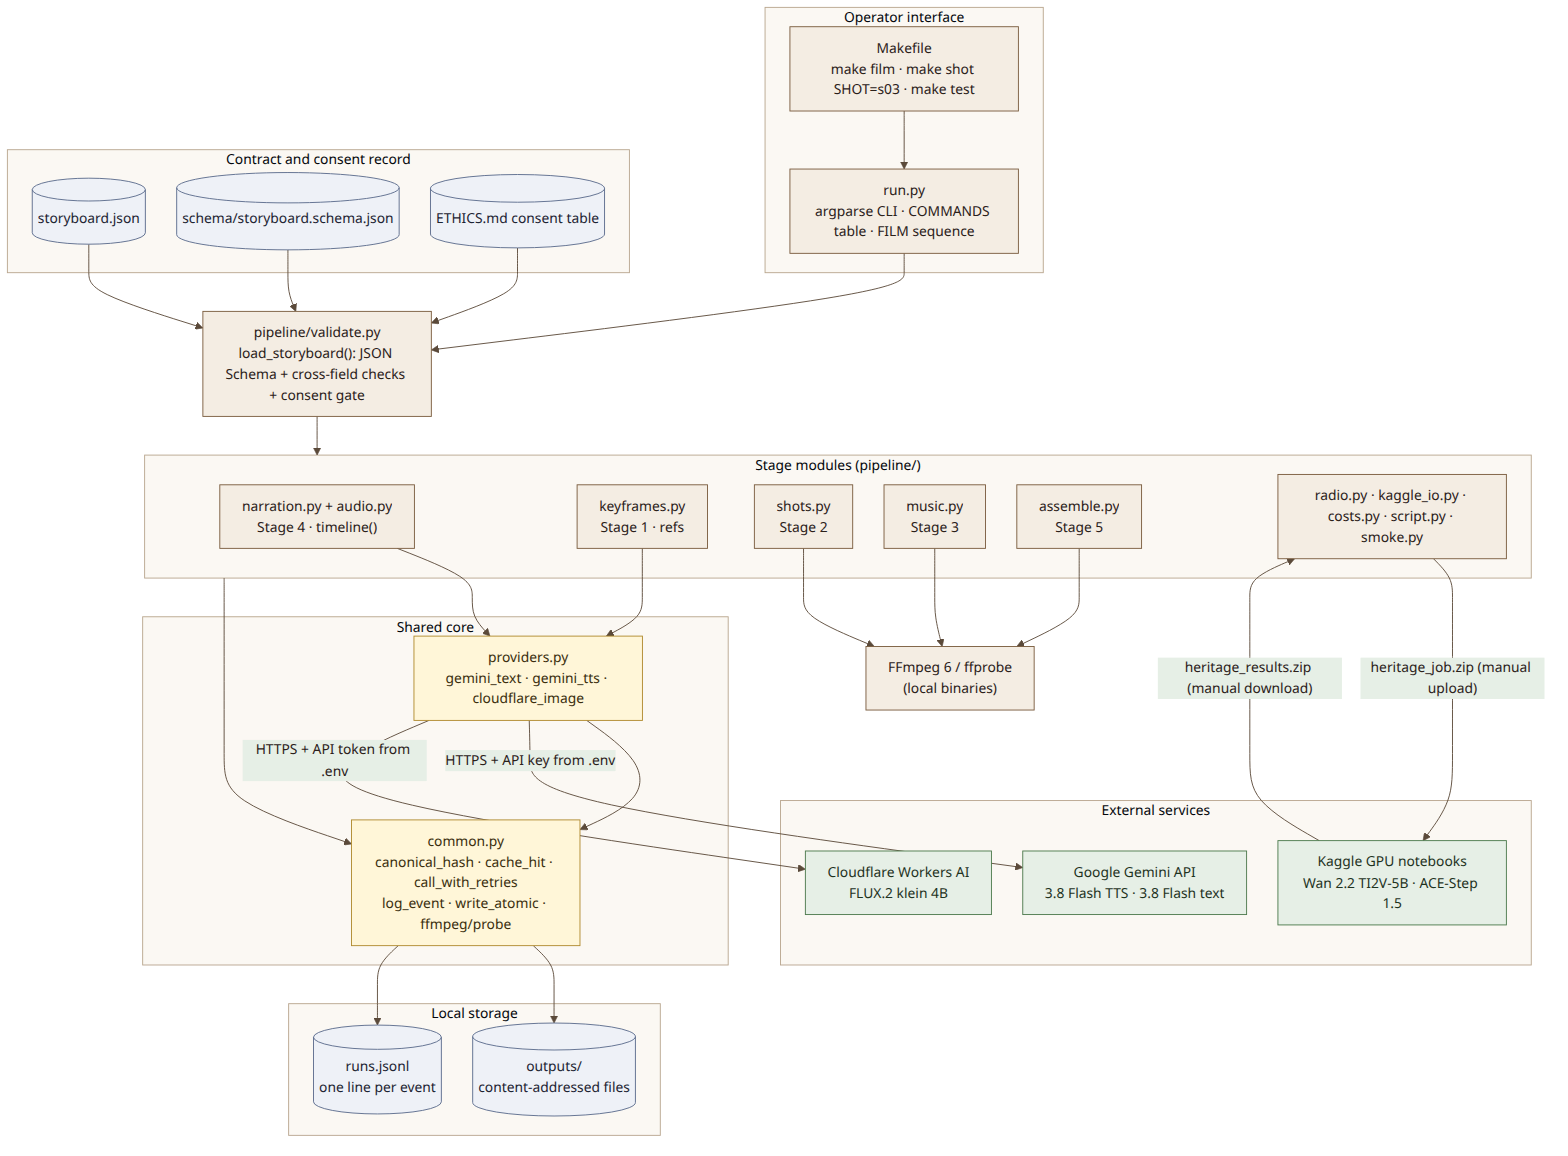 Operator interface
Makefile
make film · make shot
SHOT=s03 · make test
run.py
argparse CLI · COMMANDS
table · FILM sequence
Contract and consent record
storyboard.json
schema/storyboard.schema.json
ETHICS.md consent table
pipeline/validate.py
load_storyboard(): JSON
Schema + cross-field checks
+ consent gate
Stage modules (pipeline/)
narration.py + audio.py
Stage 4 · timeline()
keyframes.py
Stage 1 · refs
shots.py
Stage 2
music.py
Stage 3
assemble.py
Stage 5
radio.py · kaggle_io.py ·
costs.py · script.py ·
smoke.py
Shared core
providers.py
gemini_text · gemini_tts ·
cloudflare_image
FFmpeg 6 / ffprobe
(local binaries)
heritage_results.zip
(manual download)
heritage_job.zip (manual
upload)
HTTPS + API token from
.env
HTTPS + API key from .env
common.py
canonical_hash · cache_hit ·
call_with_retries
log_event · write_atomic ·
ffmpeg/probe
External services
Cloudflare Workers AI
FLUX.2 klein 4B
Google Gemini API
3.8 Flash TTS · 3.8 Flash text
Kaggle GPU notebooks
Wan 2.2 TI2V-5B · ACE-Step
1.5
Local storage
runs.jsonl
one line per event
outputs/
content-addressed files